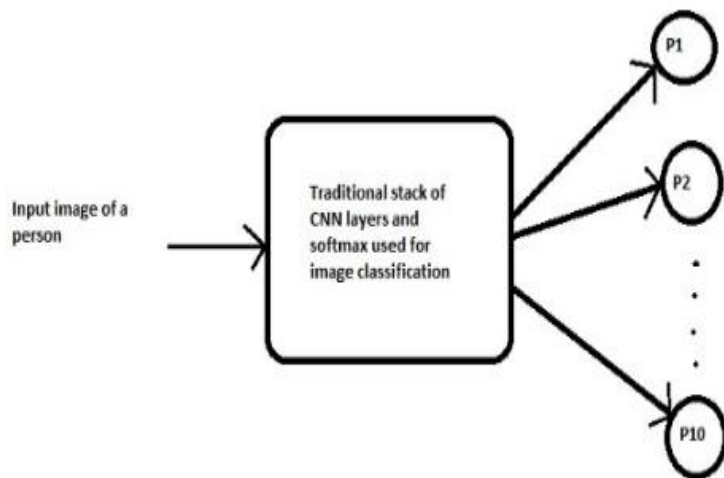 Input image of a
person
Traditional stack of
CNN layers and
softmax used for
image classification
P1
P2
P10